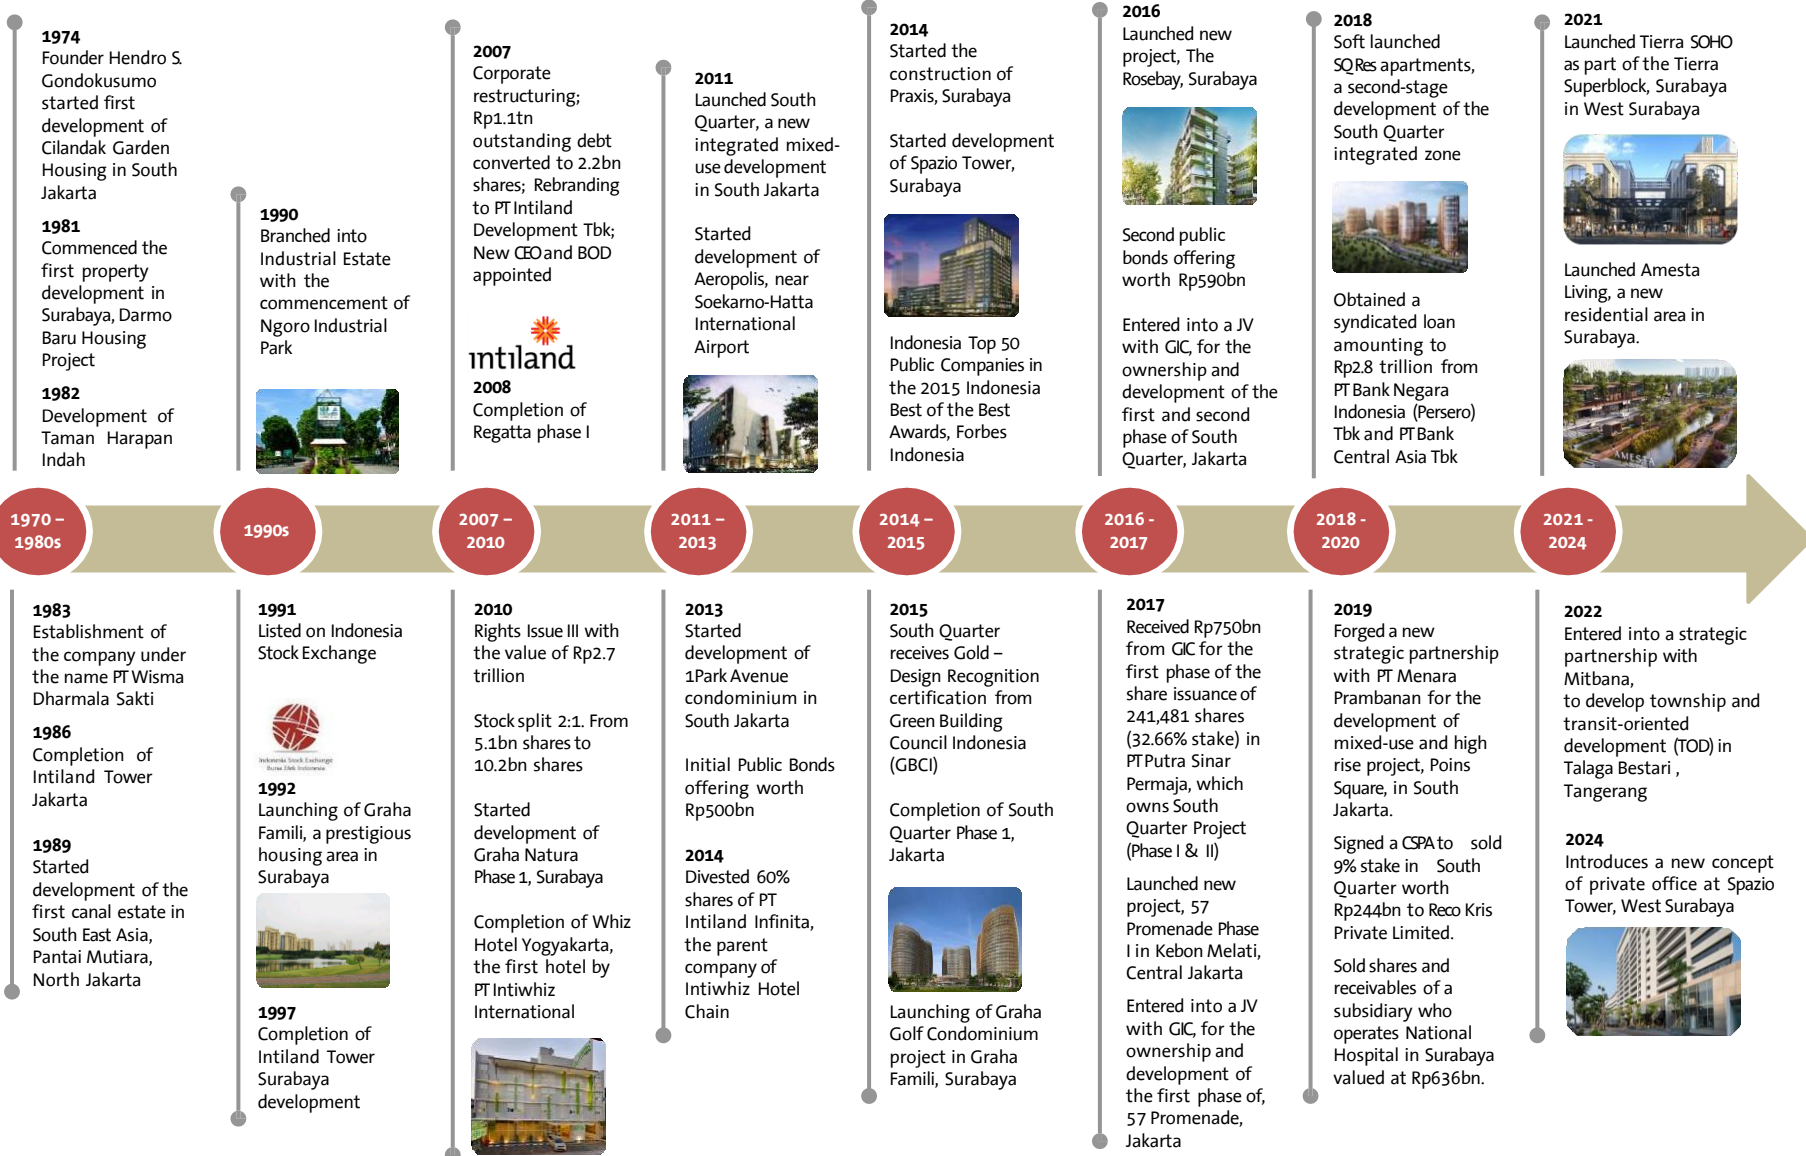 1974
Founder Hendro S.
Gondokusumo
started first
development of
Cilandak Garden
Housing in South
Jakarta
1981
Commenced the
first property
development in
Surabaya, Darmo
Baru Housing
Project
1982
Development of
Taman Harapan
Indah
1990
Branched into
Industrial Estate
with the
commencement of
Ngoro Industrial
Park
2007
Corporate
restructuring;
Rp1.1tn
outstanding debt
converted to 2.2bn
shares; Rebranding
to PT Intiland
Development Tbk;
New CEO and BOD
appointed
intiland
2008
Completion of
Regatta phase I
2011
Launched South
Quarter, a new
integrated mixed-
use development
in South Jakarta
Started
development of
Aeropolis, near
Soekarno-Hatta
International
Airport
2014
Started the
construction of
Praxis, Surabaya
Started development
of Spazio Tower,
Surabaya
Indonesia Top 50
Public Companies in
the 2015 Indonesia
Best of the Best
Awards, Forbes
Indonesia
2016
Launched new
project, The
Rosebay, Surabaya
Second public
bonds offering
worth Rp590bn
Entered into a JV
with GIC, for the
ownership and
development of the
first and second
phase of South
Quarter, Jakarta
2018
Soft launched
SQ Res apartments,
a second-stage
development of the
South Quarter
integrated zone
Obtained a
syndicated loan
amounting to
Rp2.8 trillion from
PT Bank Negara
Indonesia (Persero)
Tbk and PT Bank
Central Asia Tbk
2021
Launched Tierra SOHO
as part of the Tierra
Superblock, Surabaya
in West Surabaya
Launched Amesta
Living, a new
residential area in
Surabaya.
AMESTA
1970 –
1980s
1990s
2007 –
2010
2011 –
2013
2014 –
2015
2016 -
2017
2018 -
2020
2021 -
2024
1983
Establishment of
the company under
the name PT Wisma
Dharmala Sakti
1986
Completion of
Intiland Tower
Jakarta
1989
Started
development of the
first canal estate in
South East Asia,
Pantai Mutiara,
North Jakarta
1991
Listed on Indonesia
Stock Exchange
Indonesia Stock Exchange
Bursa Efek Indonesia
1992
Launching of Graha
Famili, a prestigious
housing area in
Surabaya
1997
Completion of
Intiland Tower
Surabaya
development
2010
Rights Issue III with
the value of Rp2.7
trillion
Stock split 2:1. From
5.1bn shares to
10.2bn shares
Started
development of
Graha Natura
Phase 1, Surabaya
Completion of Whiz
Hotel Yogyakarta,
the first hotel by
PT Intiwhiz
International
2013
Started
development of
1Park Avenue
condominium in
South Jakarta
Initial Public Bonds
offering worth
Rp500bn
2014
Divested 60%
shares of PT
Intiland Infinita,
the parent
company of
Intiwhiz Hotel
Chain
2015
South Quarter
receives Gold –
Design Recognition
certification from
Green Building
Council Indonesia
(GBCI)
Completion of South
Quarter Phase 1,
Jakarta
Launching of Graha
Golf Condominium
project in Graha
Famili, Surabaya
2017
Received Rp750bn
from GIC for the
first phase of the
share issuance of
241,481 shares
(32.66% stake) in
PT Putra Sinar
Permaja, which
owns South
Quarter Project
(Phase I & II)
Launched new
project, 57
Promenade Phase
I in Kebon Melati,
Central Jakarta
Entered into a JV
with GIC, for the
ownership and
development of
the first phase of,
57 Promenade,
Jakarta
2019
Forged a new
strategic partnership
with PT Menara
Prambanan for the
development of
mixed-use and high
rise project, Poins
Square, in South
Jakarta.
Signed a CSPA to sold
9% stake in South
Quarter worth
Rp244bn to Reco Kris
Private Limited.
Sold shares and
receivables of a
subsidiary who
operates National
Hospital in Surabaya
valued at Rp636bn.
2022
Entered into a strategic
partnership with
Mitbana,
to develop township and
transit-oriented
development (TOD) in
Talaga Bestari ,
Tangerang
2024
Introduces a new concept
of private office at Spazio
Tower, West Surabaya